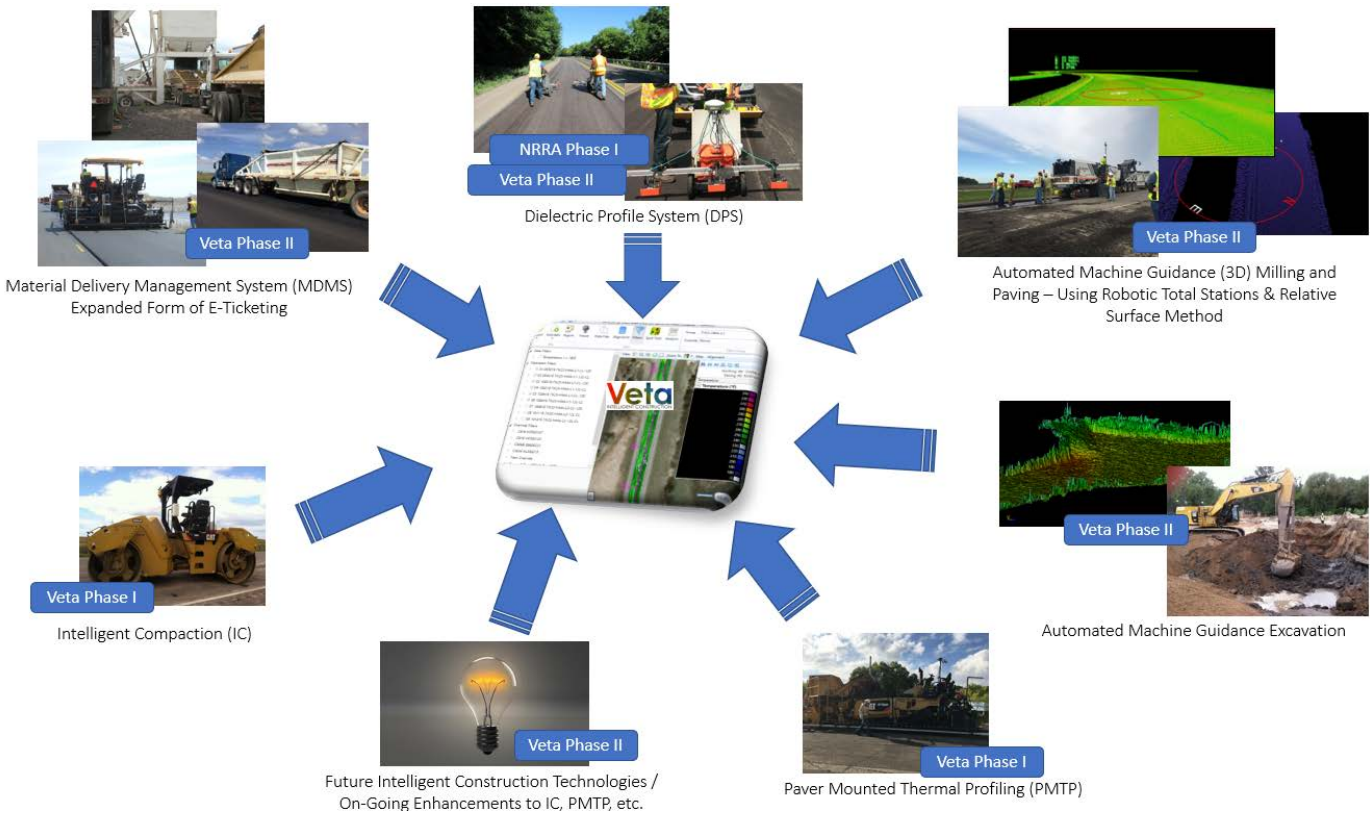 NRRA Phase I
Veta Phase II
Dielectric Profile System (DPS)
Veta Phase II
Material Delivery Management System (MDMS)
Expanded Form of E-Ticketing
Veta Phase II
Automated Machine Guidance (3D) Milling and
Paving – Using Robotic Total Stations & Relative
Surface Method
Veta
INTELLIGENT CONSTRUCTION
Veta Phase I
Intelligent Compaction (IC)
CAT
Veta Phase II
Automated Machine Guidance Excavation
Veta Phase II
Future Intelligent Construction Technologies /
On-Going Enhancements to IC, PMTP, etc.
Veta Phase I
Paver Mounted Thermal Profiling (PMTP)